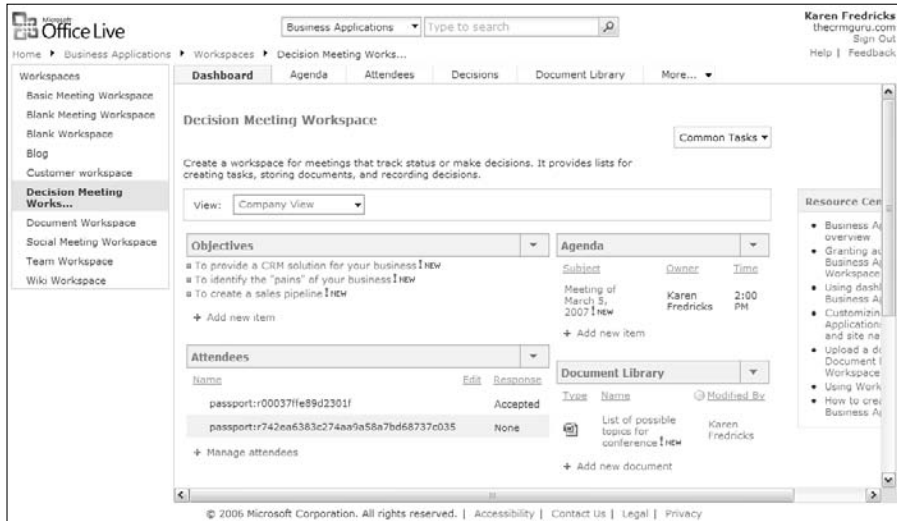 Microsoft
Office Live
Business Applications
Type to search
Karen Fredricks
thecrmguru.com
Sign Out
Help | Feedback
Home Business Applications Workspaces Decision Meeting Works...
Workspaces
Basic Meeting Workspace
Blank Meeting Workspace
Blank Workspace
Blog
Customer workspace
Decision Meeting
Works...
Document Workspace
Social Meeting Workspace
Team Workspace
Wiki Workspace
Dashboard Agenda Attendees Decisions Document Library More...
Decision Meeting Workspace
Common Tasks
Create a workspace for meetings that track status or make decisions. It provides lists for
creating tasks, storing documents, and recording decisions.
View: Company View
Objectives
To provide a CRM solution for your business ! NEW
To identify the "pains" of your business ! NEW
To create a sales pipeline ! NEW
+ Add new item
Attendees
Name Edit Response
passport:r00037ffe89d2301f Accepted
passport:r742ea6383c274aa9a58a7bd68737c035 None
+ Manage attendees
Agenda
Subject Owner Time
Meeting of
March 5,
2007 ! NEW
Karen
Fredricks
2:00
PM
+ Add new item
Document Library
Type Name Modified By
List of possible
topics for
conference ! NEW
Karen
Fredricks
+ Add new document
Resource Cen
Business A
overview
Granting a
Business A
Workspace
Using dash
Business A
Customizin
Application
and site na
Upload a d
Document
Workspace
Using Work
How to crea
Business A
© 2006 Microsoft Corporation. All rights reserved. | Accessibility | Contact Us | Legal | Privacy